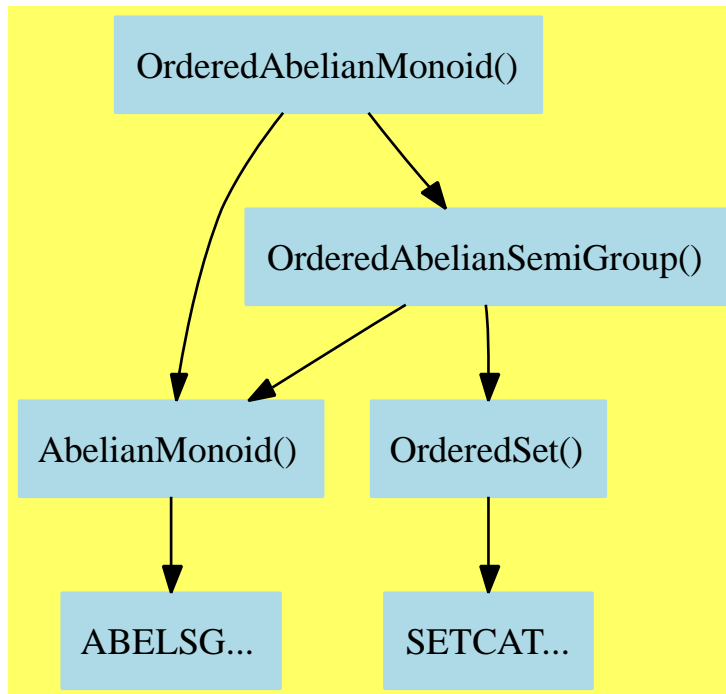 OrderedAbelianMonoid()
OrderedAbelianSemiGroup()
AbelianMonoid()
OrderedSet()
ABELSG...
SETCAT...